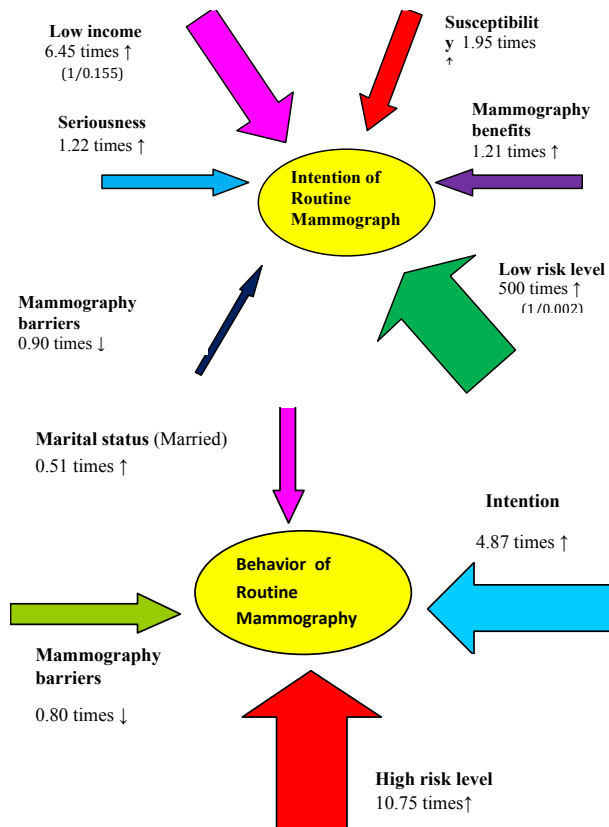 Low income
6.45 times ↑
(1/0.155)
Susceptibilit
y 1.95 times
↑
Seriousness
1.22 times ↑
Mammography
benefits
1.21 times ↑
Intention of
Routine
Mammograph
Low risk level
500 times ↑
(1/0.002)
Mammography
barriers
0.90 times ↓
Marital status (Married)
0.51 times ↑
Intention
4.87 times ↑
Behavior of
Routine
Mammography
Mammography
barriers
0.80 times ↓
High risk level
10.75 times↑